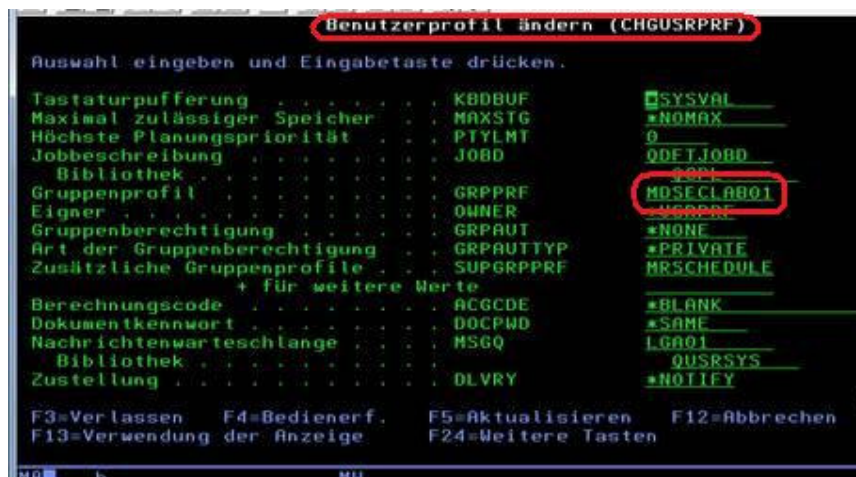 Benutzerprofil ändern (CHGUSRPRF)
Auswahl eingeben und Eingabetaste drücken.
Tastaturpufferung . . . . . . . KBDBUF *SYSVAL
Maximal zulässiger Speicher . . MAXSTG *NOMAX
Höchste Planungspriorität . . . PTYLMT 0
Jobbeschreibung . . . . . . . . JOBD QDFTJOBD
Bibliothek . . . . . . . . . . QGPL
Gruppenprofil . . . . . . . . . GRPPRF MDSECLAB01
Eigner . . . . . . . . . . . . OWNER *USRPRF
Gruppenberechtigung . . . . . . GRPAUT *NONE
Art der Gruppenberechtigung . . GRPAUTTYP *PRIVATE
Zusätzliche Gruppenprofile . . . SUPGRPPRF MRSCHEDULE
+ für weitere Werte
Berechnungscode . . . . . . . . ACGCDE *BLANK
Dokumentkennwort . . . . . . . . DOCPWD *SAME
Nachrichtenwarteschlange . . . . MSGQ LGA01
Bibliothek . . . . . . . . . . QUSRSYS
Zustellung . . . . . . . . . . . DLVRY *NOTIFY
F3=Verlassen F4=Bedienerf. F5=Aktualisieren F12=Abbrechen
F13=Verwendung der Anzeige F24=Weitere Tasten